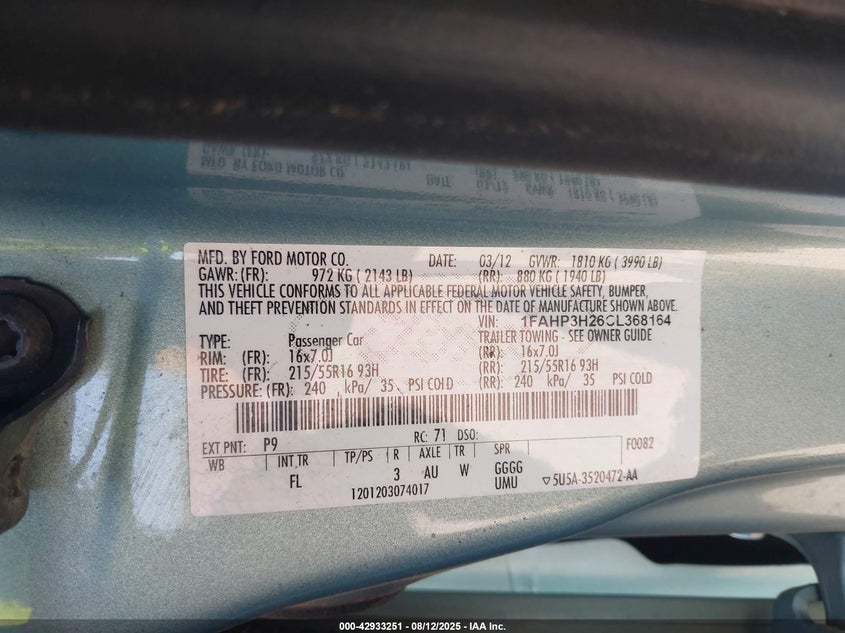 MFD. BY FORD MOTOR CO. DATE: 03/12 GVWR: 1810 KG ( 3990 LB)
GAWR: (FR): 972 KG ( 2143 LB) (RR): 880 KG ( 1940 LB)
THIS VEHICLE CONFORMS TO ALL APPLICABLE FEDERAL MOTOR VEHICLE SAFETY, BUMPER,
AND THEFT PREVENTION STANDARDS IN EFFECT ON THE DATE OF MANUFACTURE SHOWN ABOVE.
VIN: 1FAHP3H26CL368164
TYPE: Passenger Car TRAILER TOWING - SEE OWNER GUIDE
RIM: (FR): 16x7.0J (RR): 16x7.0J
TIRE: (FR): 215/55R16 93H (RR): 215/55R16 93H
PRESSURE: (FR): 240 kPa/ 35 PSI COLD (RR): 240 kPa/ 35 PSI COLD
EXT PNT: P9 RC: 71 DSO: F0082
WB INT TR TP/PS R AXLE TR SPR
FL 3 AU W GGGG
1201203074017 UMU 5U5A-3520472-AA
000-42933251 - 08/12/2025 - IAA Inc.